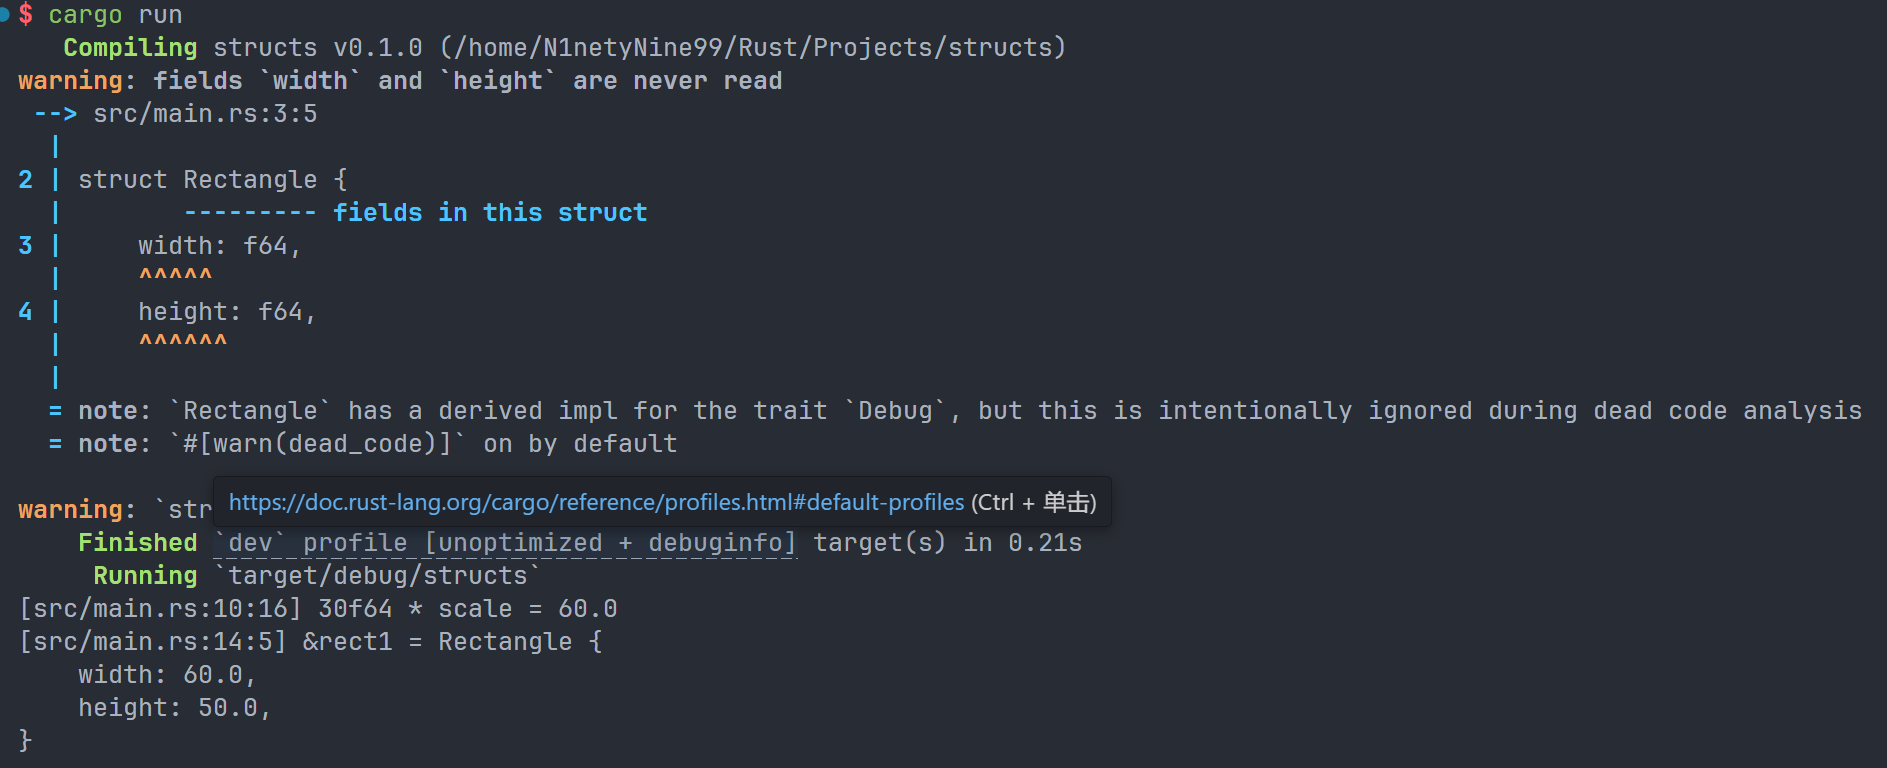 $ cargo run
   Compiling structs v0.1.0 (/home/N1netyNine99/Rust/Projects/structs)
warning: fields `width` and `height` are never read
 --> src/main.rs:3:5
  |
2 | struct Rectangle {
  |        --------- fields in this struct
3 |     width: f64,
  |     ^^^^^
4 |     height: f64,
  |     ^^^^^^
  |
  = note: `Rectangle` has a derived impl for the trait `Debug`, but this is intentionally ignored during dead code analysis
  = note: `#[warn(dead_code)]` on by default
https://doc.rust-lang.org/cargo/reference/profiles.html#default-profiles (Ctrl + 单击)
warning: `str
    Finished `dev` profile [unoptimized + debuginfo] target(s) in 0.21s
     Running `target/debug/structs`
[src/main.rs:10:16] 30f64 * scale = 60.0
[src/main.rs:14:5] &rect1 = Rectangle {
    width: 60.0,
    height: 50.0,
}